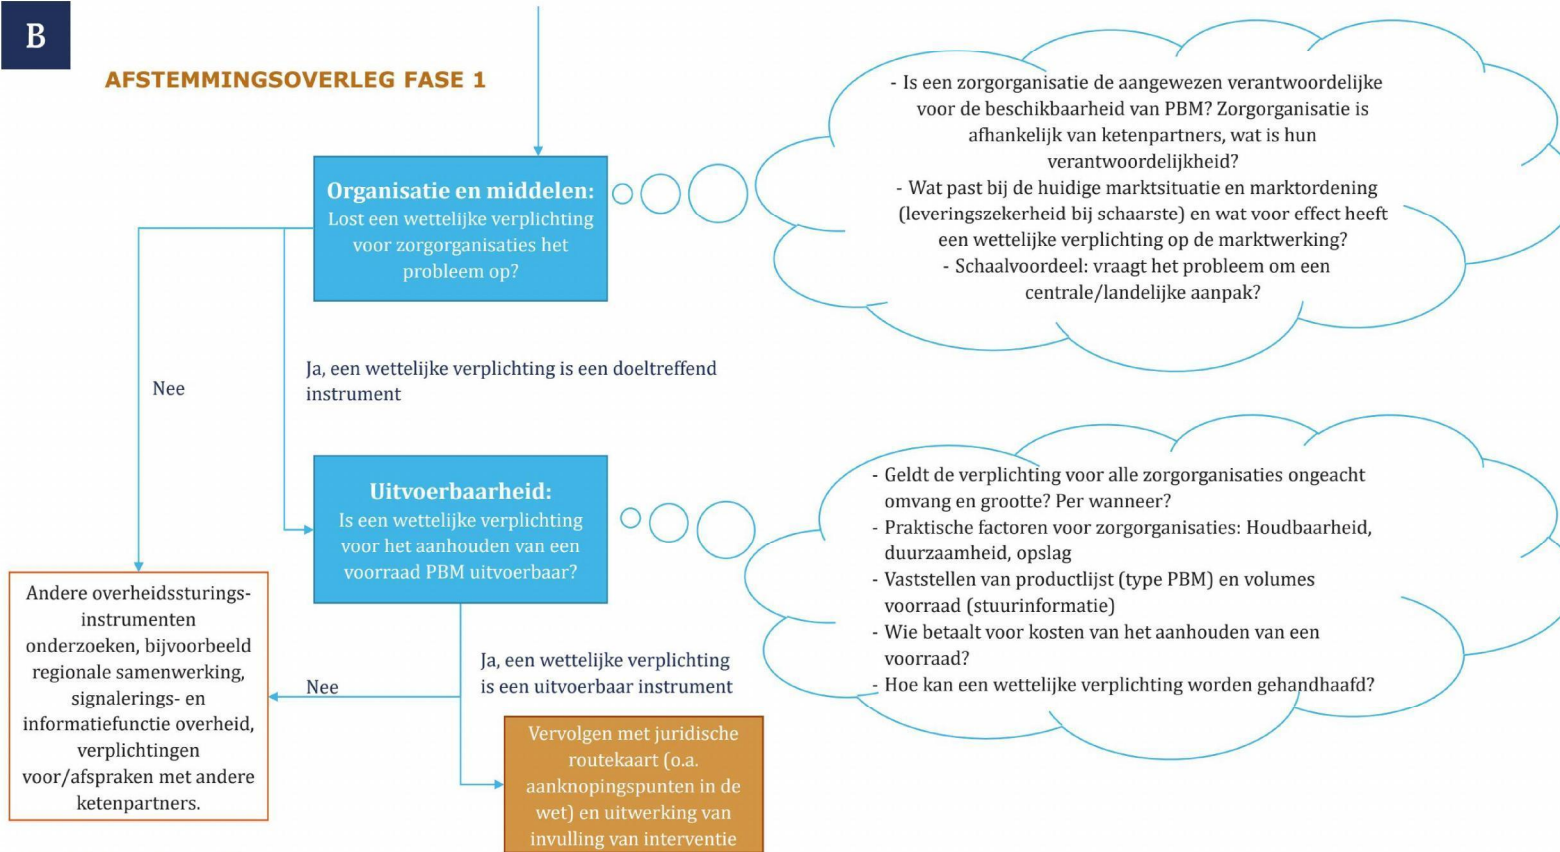 B
AFSTEMMINGSOVERLEG FASE 1
Organisatie en middelen:
Lost een wettelijke verplichting
voor zorgorganisaties het
probleem op?
- Is een zorgorganisatie de aangewezen verantwoordelijke
voor de beschikbaarheid van PBM? Zorgorganisatie is
afhankelijk van ketenpartners, wat is hun
verantwoordelijkheid?
- Wat past bij de huidige marktsituatie en marktordening
(leveringszekerheid bij schaarste) en wat voor effect heeft
een wettelijke verplichting op de marktwerking?
- Schaalvoordeel: vraagt het probleem om een
centrale/landelijke aanpak?
Nee
Ja, een wettelijke verplichting is een doeltreffend
instrument
Uitvoerbaarheid:
Is een wettelijke verplichting
voor het aanhouden van een
voorraad PBM uitvoerbaar?
- Geldt de verplichting voor alle zorgorganisaties ongeacht
omvang en grootte? Per wanneer?
- Praktische factoren voor zorgorganisaties: Houdbaarheid,
duurzaamheid, opslag
- Vaststellen van productlijst (type PBM) en volumes
voorraad (stuurinformatie)
- Wie betaalt voor kosten van het aanhouden van een
voorraad?
- Hoe kan een wettelijke verplichting worden gehandhaafd?
Andere overheidssturings-
instrumenten
onderzoeken, bijvoorbeeld
regionale samenwerking,
signalerings- en
informatiefunctie overheid,
verplichtingen
voor/afspraken met andere
ketenpartners.
Nee
Ja, een wettelijke verplichting
is een uitvoerbaar instrument
Vervolgen met juridische
routekaart (o.a.
aanknopingspunten in de
wet) en uitwerking van
invulling van interventie